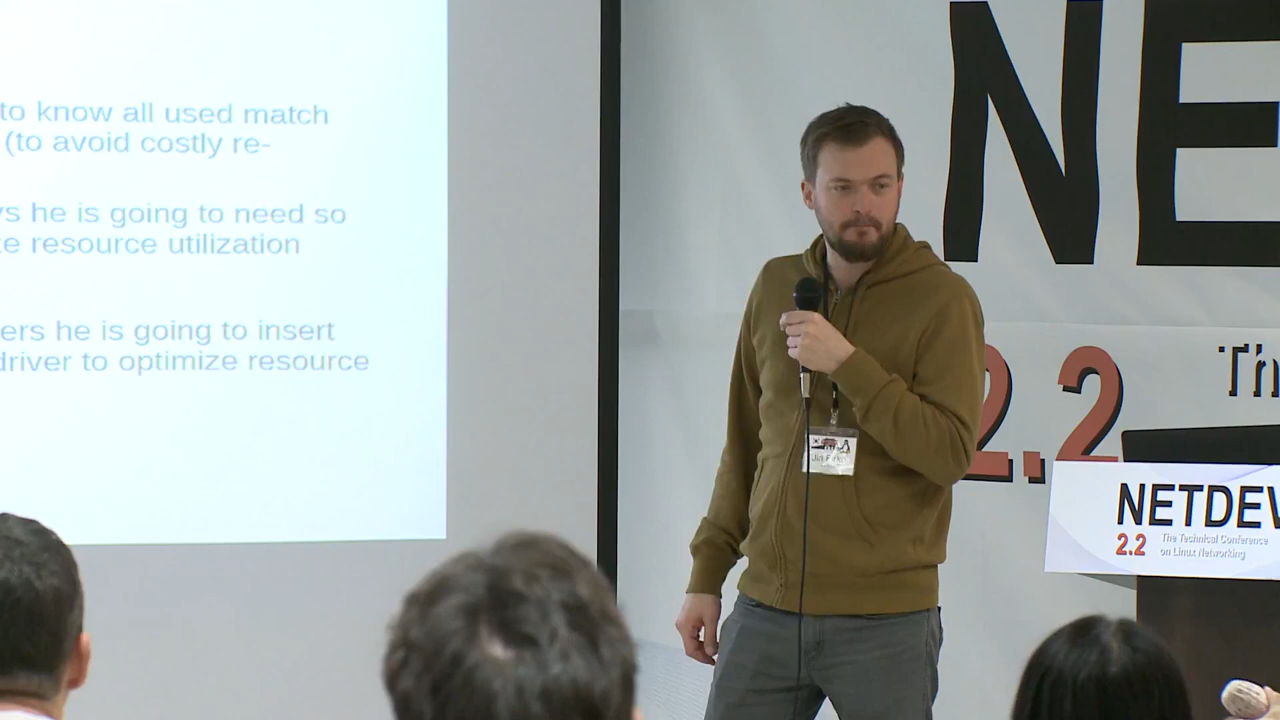 to know all used match
(to avoid costly re-
s he is going to need so
e resource utilization
ers he is going to insert
driver to optimize resource
NE
2.2
Th
NETDEV
2.2 The Technical Conference
on Linux Networking